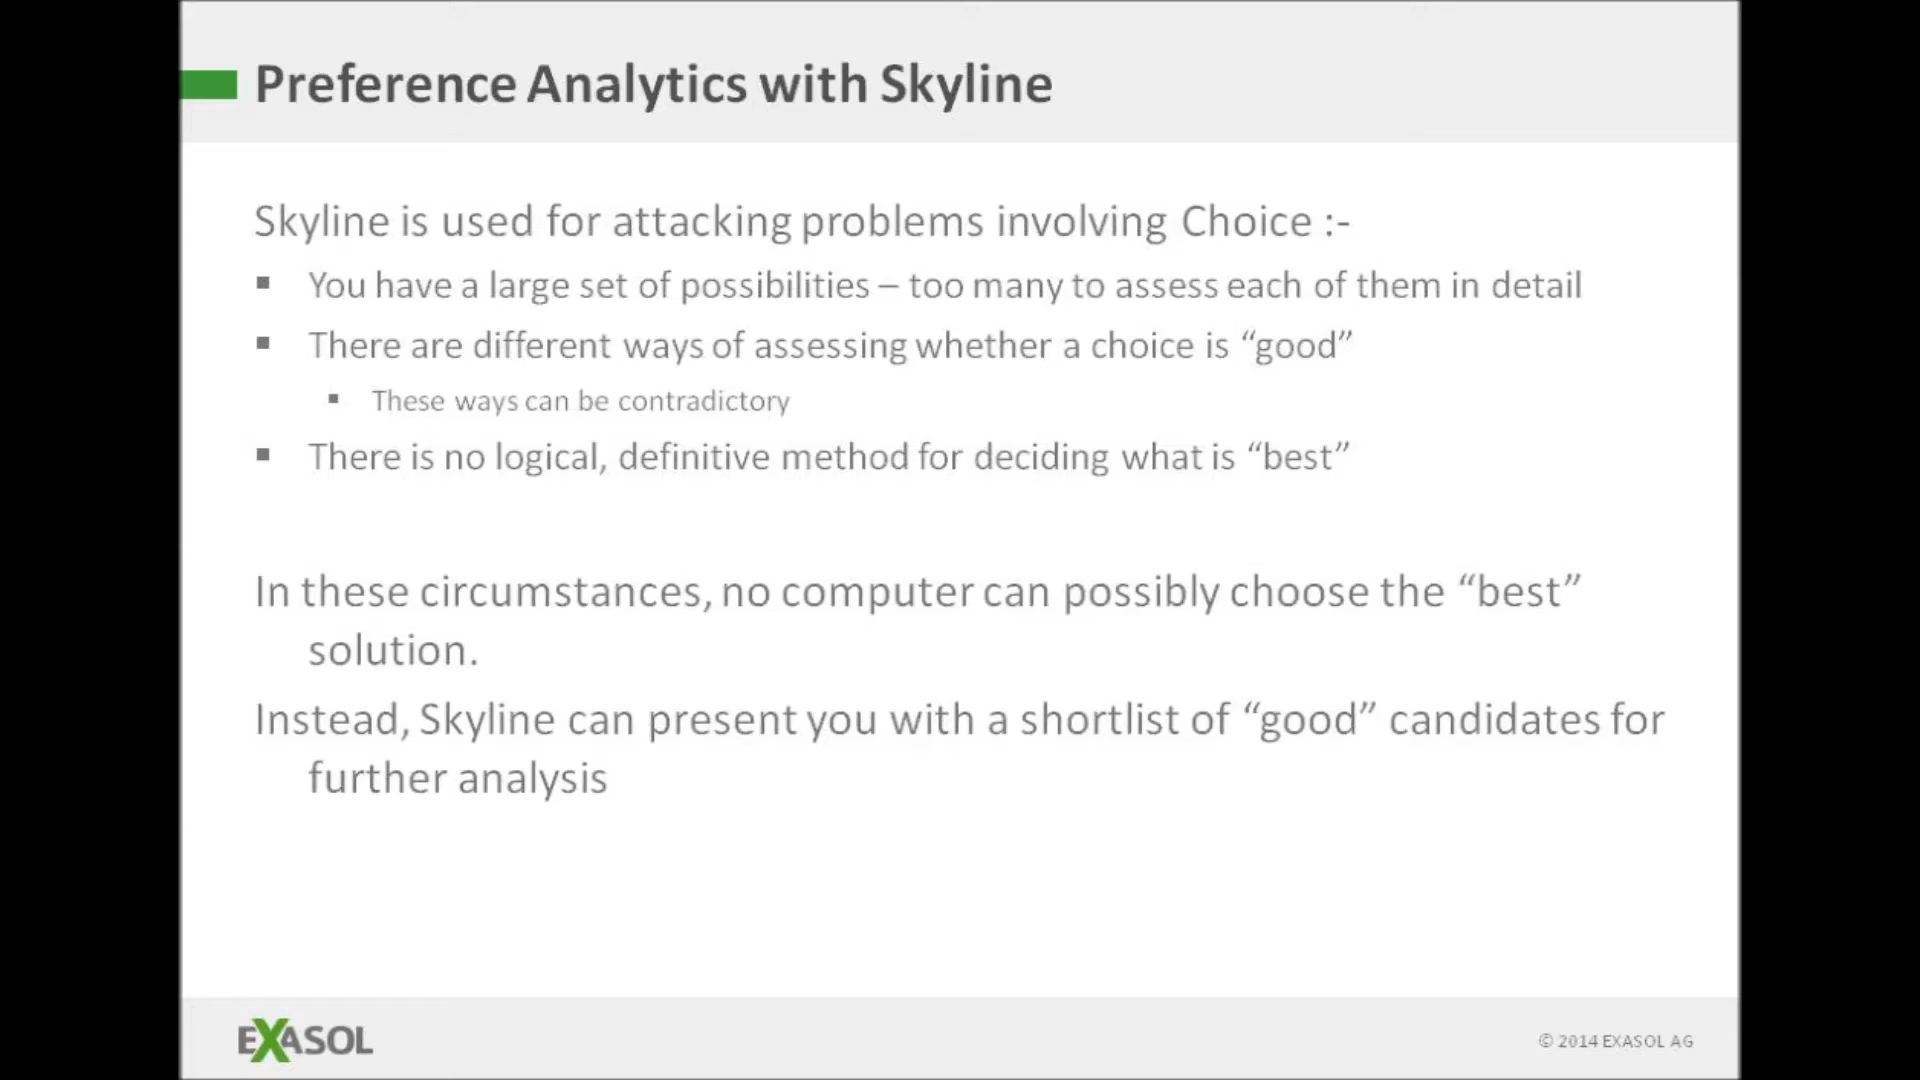 Preference Analytics with Skyline
Skyline is used for attacking problems involving Choice :-
▪ You have a large set of possibilities – too many to assess each of them in detail
▪ There are different ways of assessing whether a choice is “good”
▪ These ways can be contradictory
▪ There is no logical, definitive method for deciding what is “best”
In these circumstances, no computer can possibly choose the “best”
solution.
Instead, Skyline can present you with a shortlist of “good” candidates for
further analysis
EXASOL
© 2014 EXASOL AG